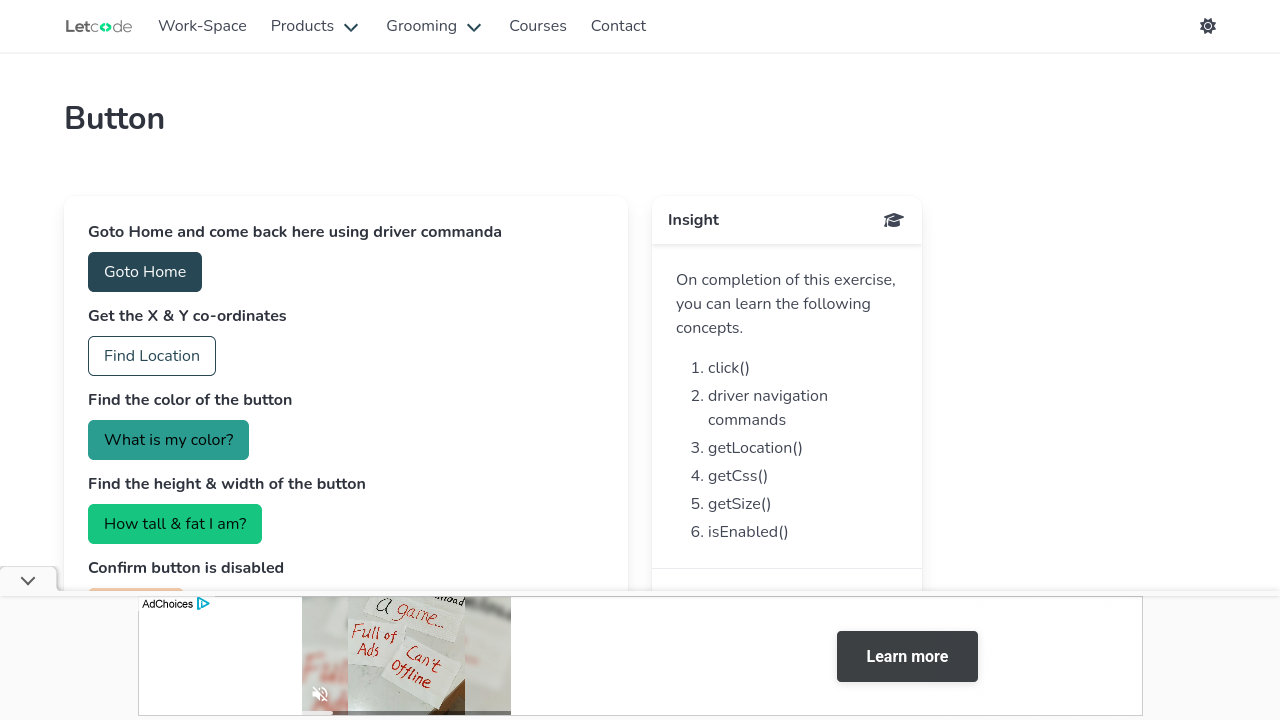 Letcode
Work-Space
Products
Grooming
Courses
Contact
Button
Goto Home and come back here using driver commanda
Goto Home
Get the X & Y co-ordinates
Find Location
Find the color of the button
What is my color?
Find the height & width of the button
How tall & fat I am?
Confirm button is disabled
Insight
On completion of this exercise,
you can learn the following
concepts.
1. click()
2. driver navigation
commands
3. getLocation()
4. getCss()
5. getSize()
6. isEnabled()
AdChoices
A game...
Full of
Ads
Can't
Offline
Learn more